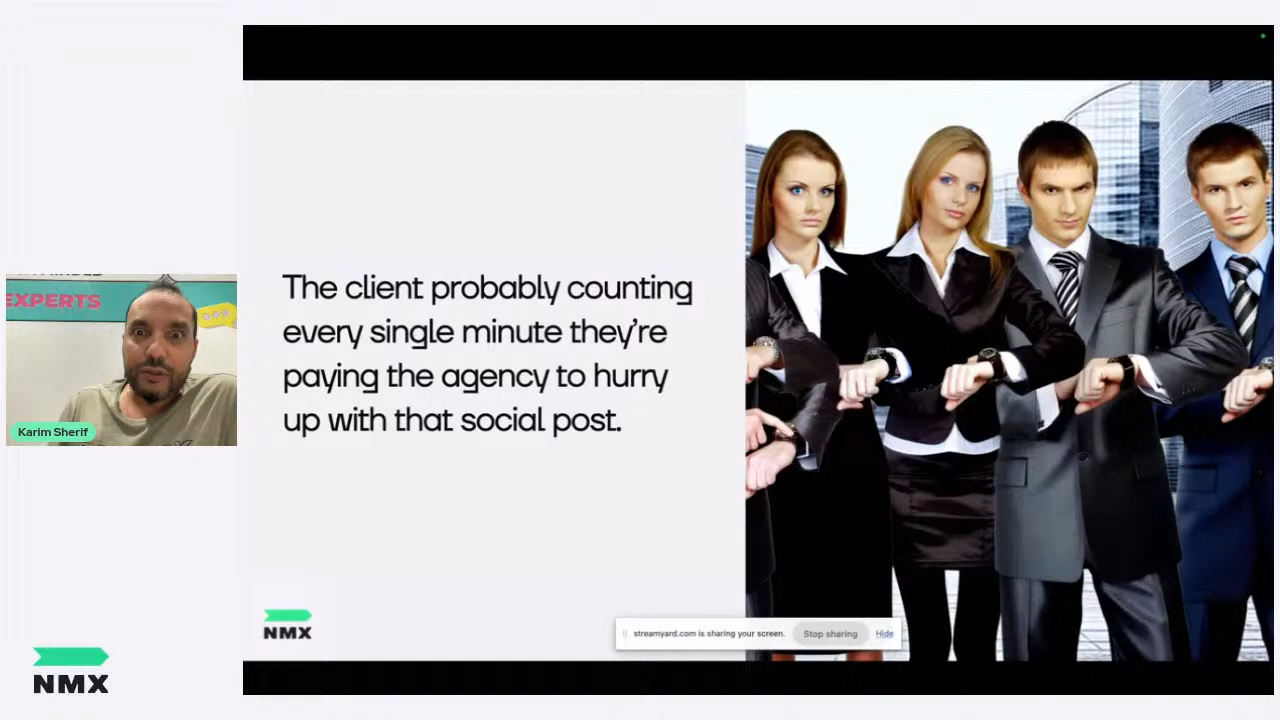 EXPERTS
Karim Sherif
NMX
The client probably counting
every single minute they’re
paying the agency to hurry
up with that social post.
NMX
streamyard.com is sharing your screen.
Stop sharing
Hide